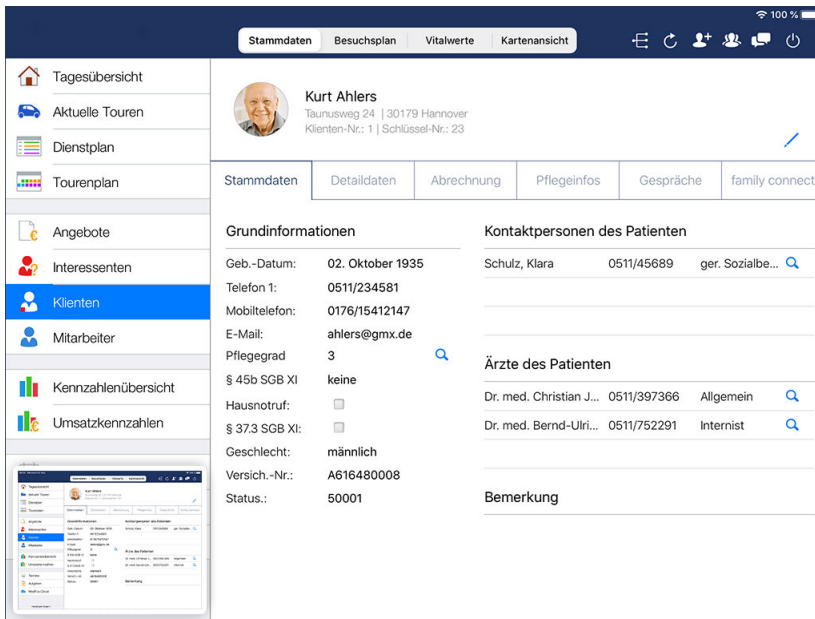 100 %
Stammdaten Besuchsplan Vitalwerte Kartenansicht
Tagesübersicht
Aktuelle Touren
Dienstplan
Tourenplan
Angebote
Interessenten
Klienten
Mitarbeiter
Kennzahlenübersicht
Umsatzkennzahlen
Kurt Ahlers
Taunusweg 24 | 30179 Hannover
Klienten-Nr.: 1 | Schlüssel-Nr.: 23
Stammdaten Detaildaten Abrechnung Pflegeinfos Gespräche family connect
Grundinformationen
Geb.-Datum: 02. Oktober 1935
Telefon 1: 0511/234581
Mobiltelefon: 0176/15412147
E-Mail: ahlers@gmx.de
Pflegegrad 3
§ 45b SGB XI keine
Hausnotruf:
§ 37.3 SGB XI:
Geschlecht: männlich
Versich.-Nr.: A616480008
Status.: 50001
Kontaktpersonen des Patienten
Schulz, Klara 0511/45689 ger. Sozialbe...
Ärzte des Patienten
Dr. med. Christian J... 0511/397366 Allgemein
Dr. med. Bernd-Ulri... 0511/752291 Internist
Bemerkung